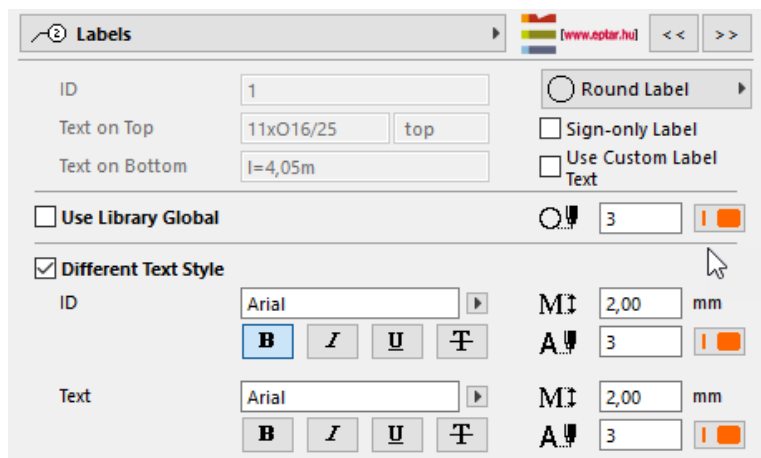 2 Labels [www.eptar.hu] << >>
ID 1 Round Label
Text on Top 11xO16/25 top Sign-only Label
Text on Bottom l=4,05m Use Custom Label
Text
Use Library Global 3
Different Text Style
ID Arial M 2,00 mm
B I U T A 3
Text Arial M 2,00 mm
B I U T A 3